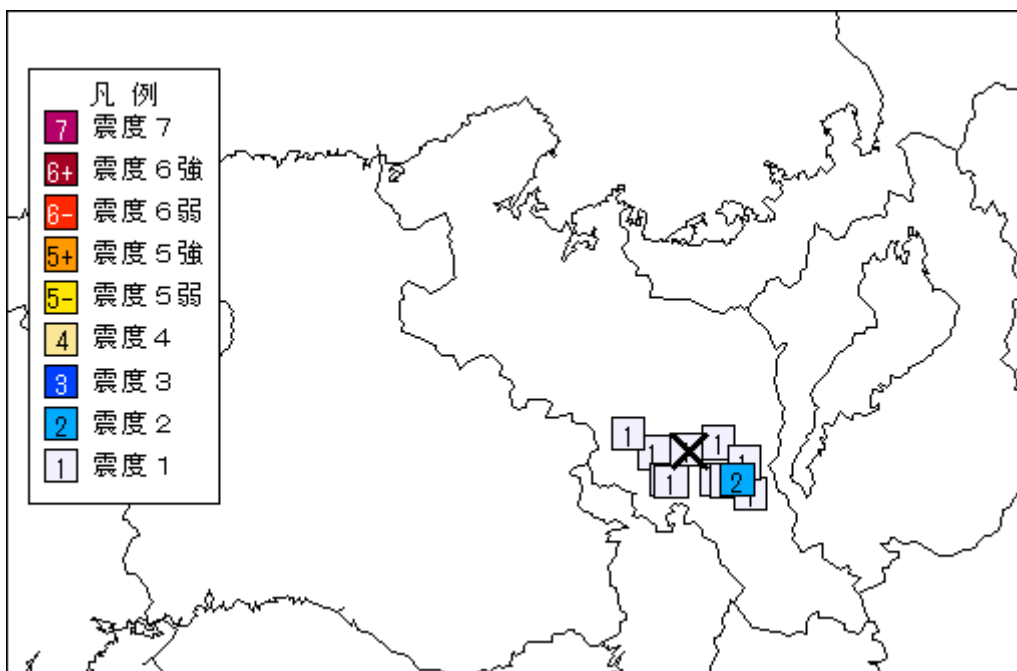 凡 例
7 震度７
6+ 震度６強
6- 震度６弱
5+ 震度５強
5- 震度５弱
4 震度４
3 震度３
2 震度２
1 震度１
1
1
1
1
1
2
1